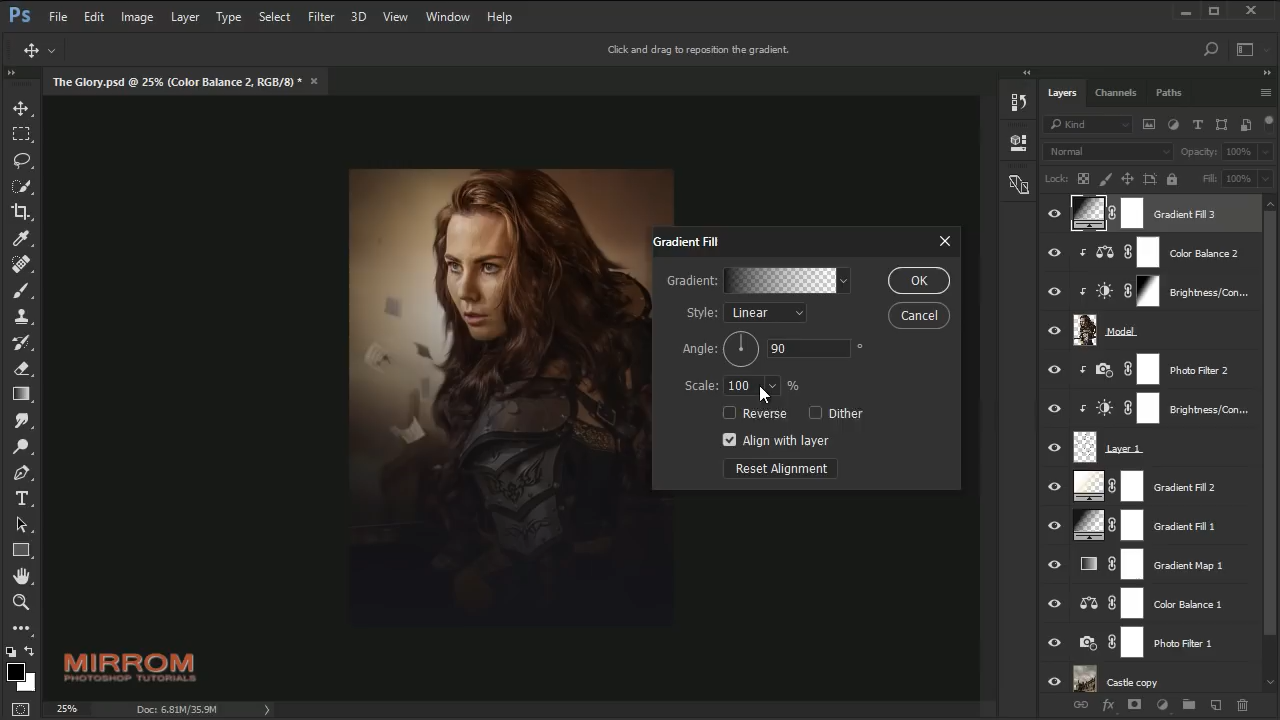 Ps File Edit Image Layer Type Select Filter 3D View Window Help
Click and drag to reposition the gradient.
The Glory.psd @ 25% (Color Balance 2, RGB/8) * ×
Gradient Fill
Gradient: OK
Style: Linear Cancel
Angle: 90 °
Scale: 100 %
Reverse Dither
Align with layer
Reset Alignment
Layers Channels Paths
Kind
Normal Opacity: 100%
Lock: Fill: 100%
Gradient Fill 3
Color Balance 2
Brightness/Con...
Model
Photo Filter 2
Brightness/Con...
Layer 1
Gradient Fill 2
Gradient Fill 1
Gradient Map 1
Color Balance 1
Photo Filter 1
Castle copy
MIRROM
PHOTOSHOP TUTORIALS
25% Doc: 6.81M/35.9M